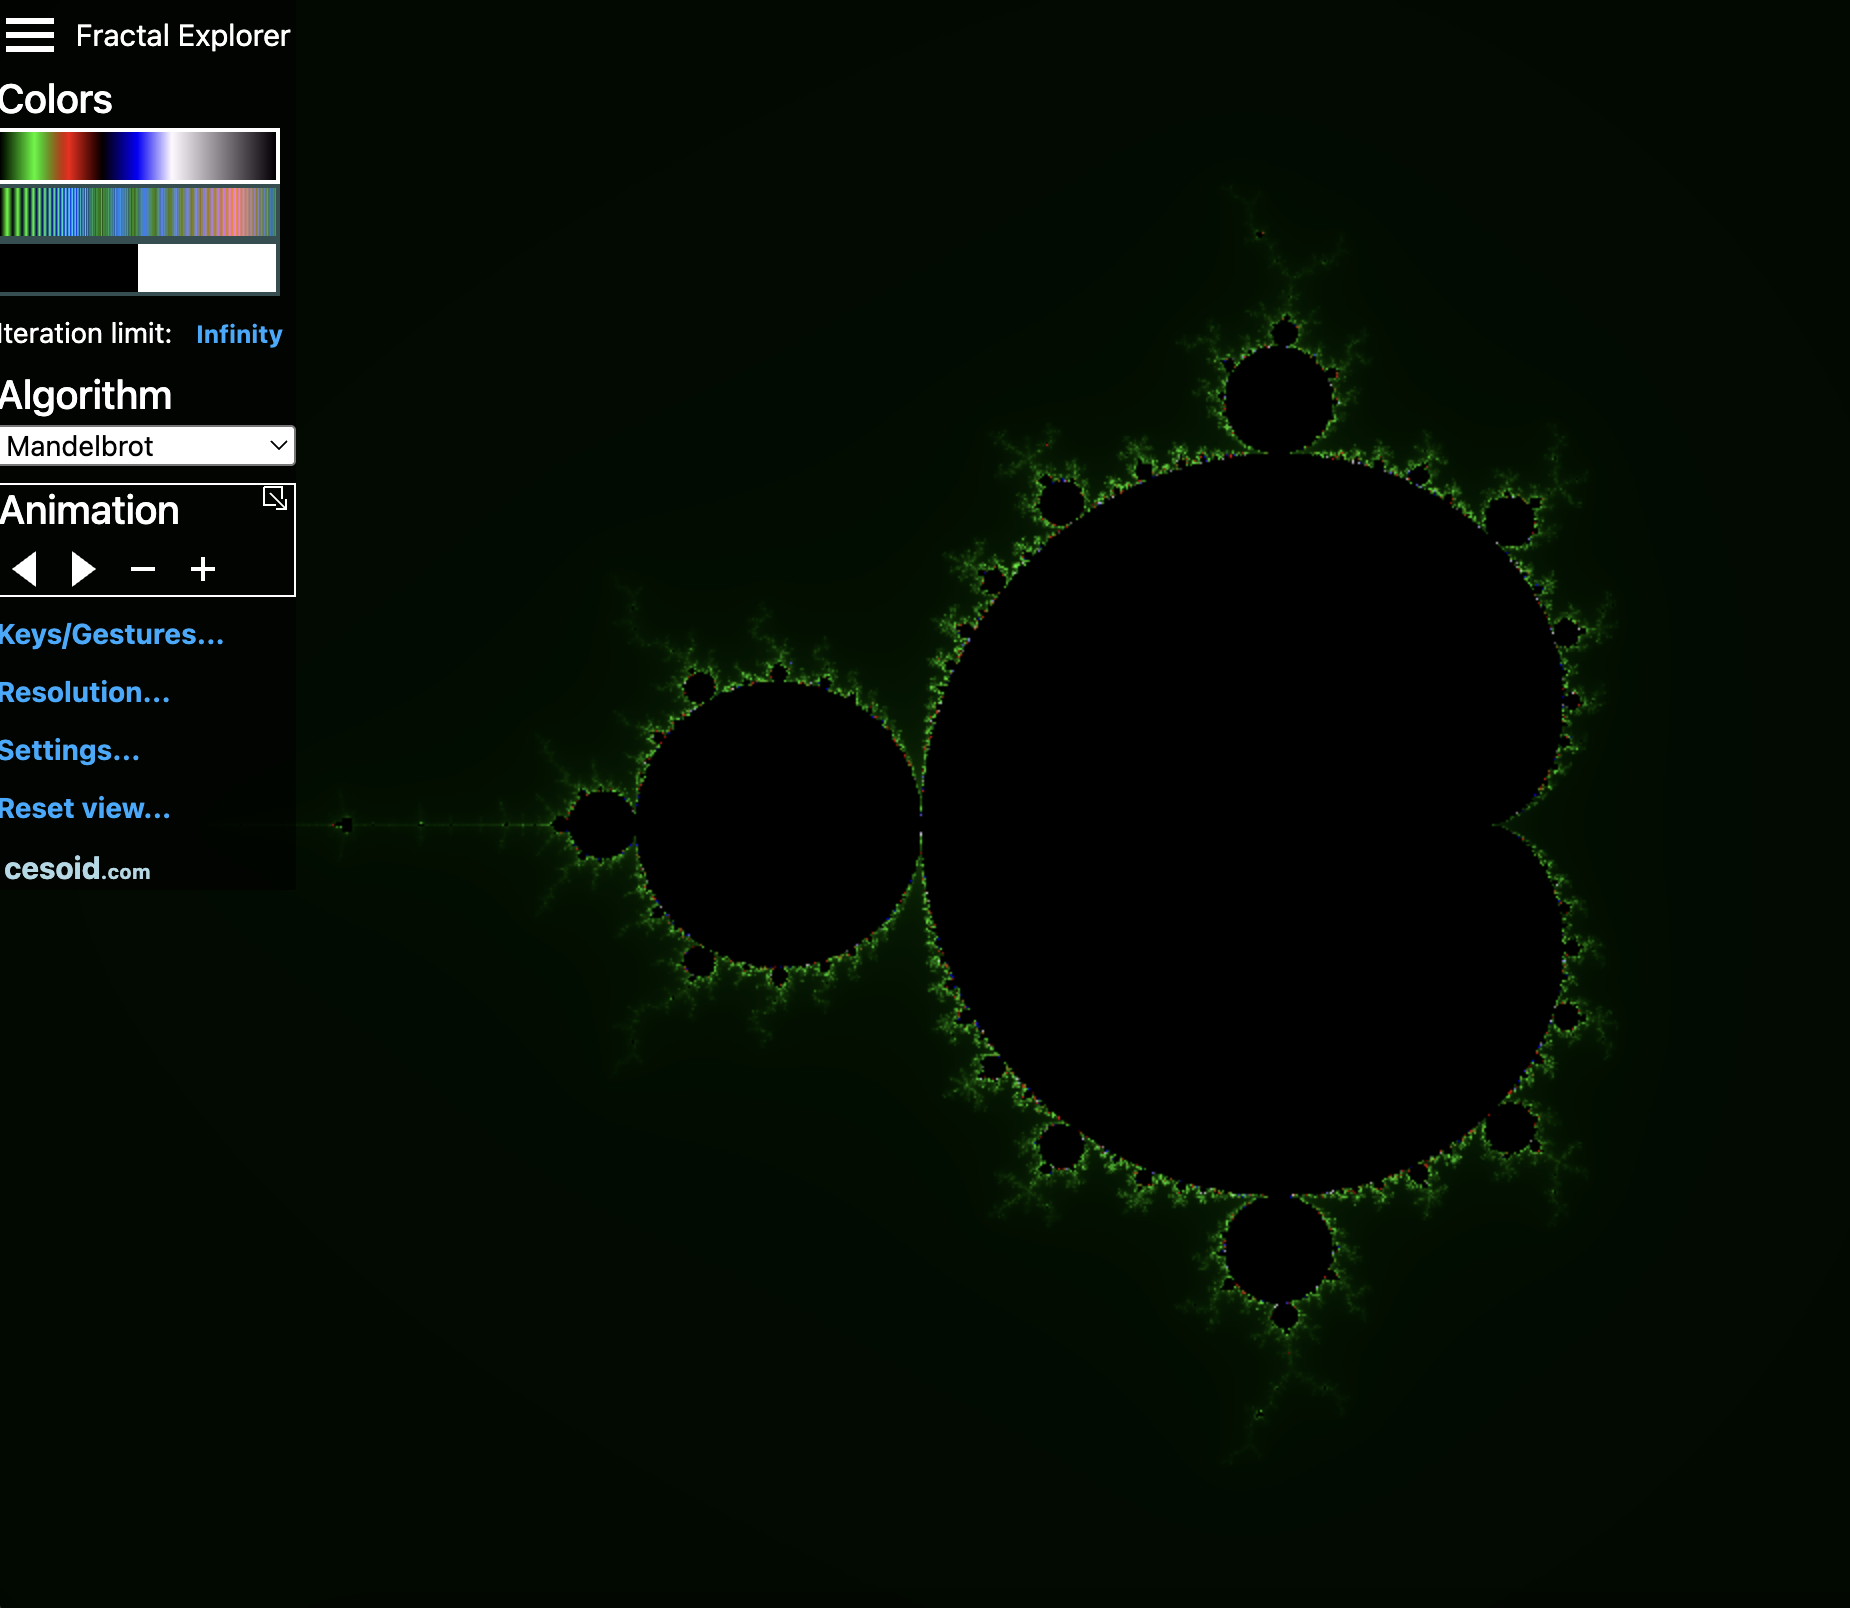 Fractal Explorer
Colors
Iteration limit: Infinity
Algorithm
Mandelbrot
Animation
Keys/Gestures...
Resolution...
Settings...
Reset view...
cesoid.com